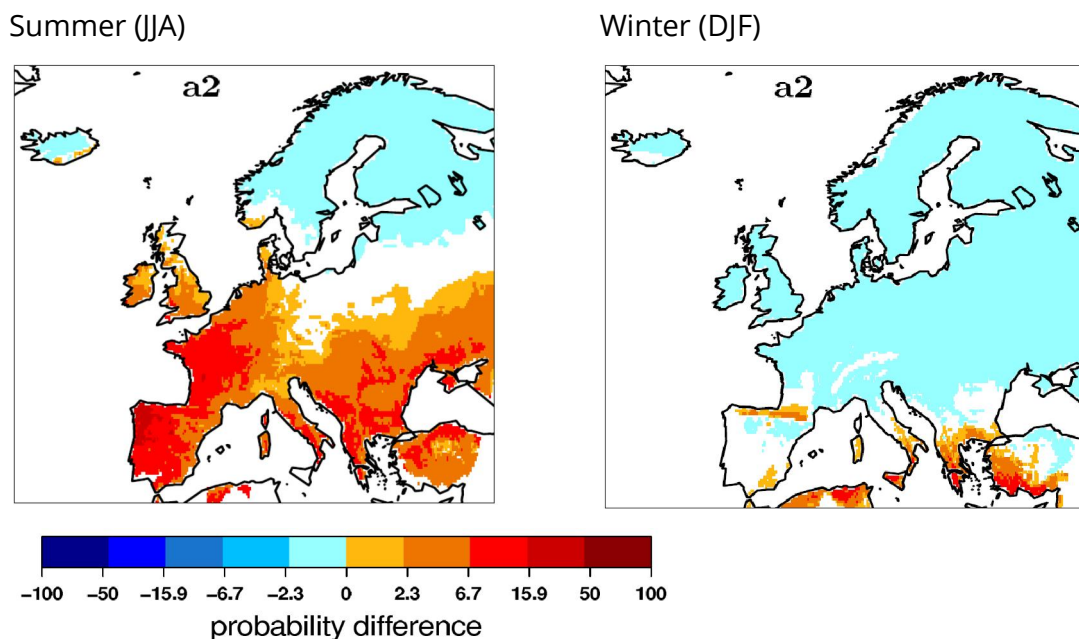 Summer (JJA)
Winter (DJF)
a2
a2
−100 −50 −15.9 −6.7 −2.3 0 2.3 6.7 15.9 50 100
probability difference